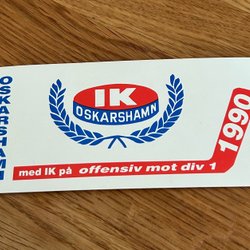 OSKARSHAMN
IK
OSKARSHAMN
med IK på offensiv mot div 1
1990